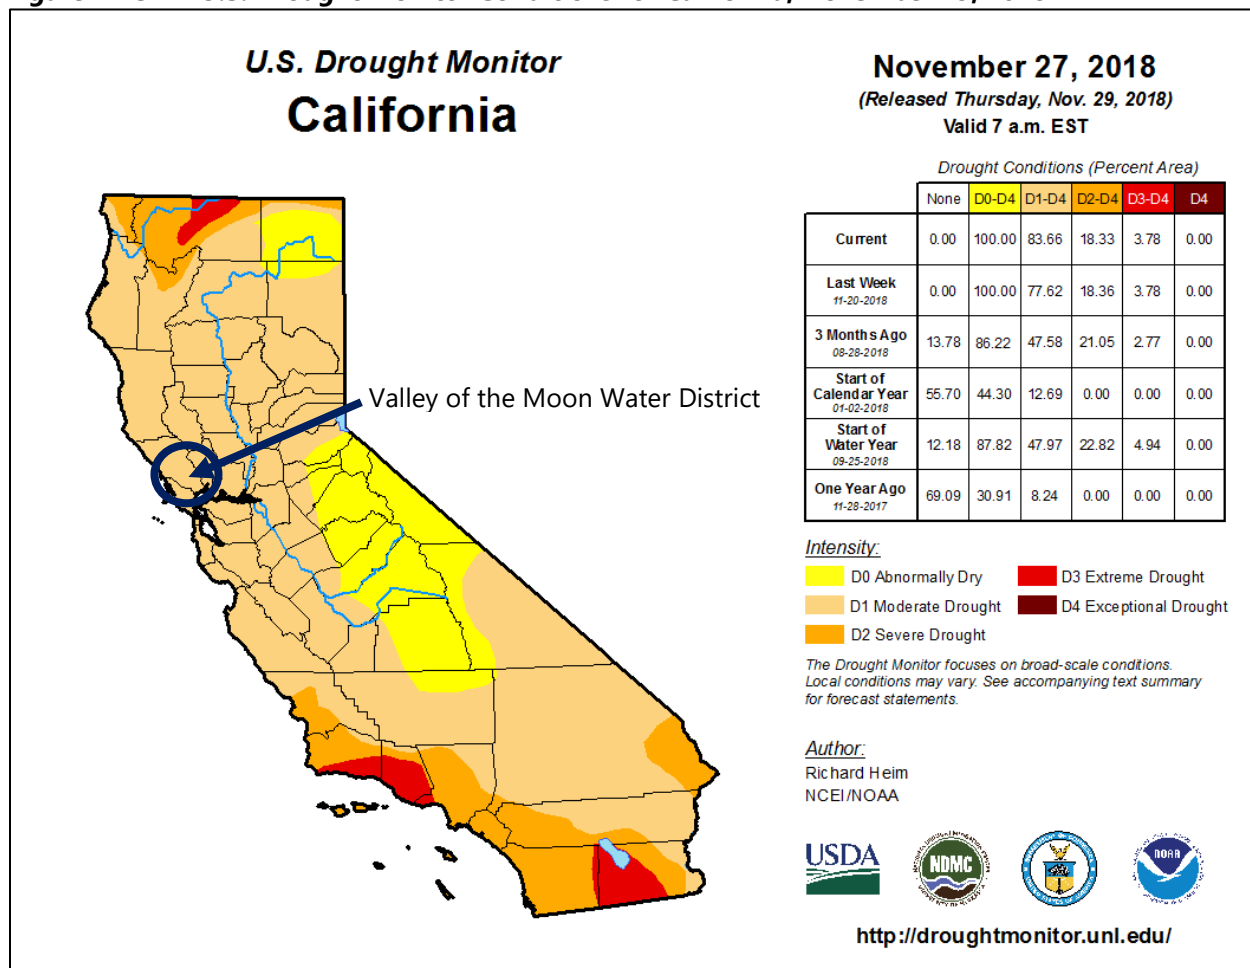 U.S. Drought Monitor
California
November 27, 2018
(Released Thursday, Nov. 29, 2018)
Valid 7 a.m. EST
Drought Conditions (Percent Area)
None D0-D4 D1-D4 D2-D4 D3-D4 D4
Current 0.00 100.00 83.66 18.33 3.78 0.00
Last Week 11-20-2018 0.00 100.00 77.62 18.36 3.78 0.00
3 Months Ago 08-28-2018 13.78 86.22 47.58 21.05 2.77 0.00
Start of Calendar Year 01-02-2018 55.70 44.30 12.69 0.00 0.00 0.00
Start of Water Year 09-25-2018 12.18 87.82 47.97 22.82 4.94 0.00
One Year Ago 11-28-2017 69.09 30.91 8.24 0.00 0.00 0.00
Valley of the Moon Water District
Intensity:
D0 Abnormally Dry
D1 Moderate Drought
D2 Severe Drought
D3 Extreme Drought
D4 Exceptional Drought
The Drought Monitor focuses on broad-scale conditions.
Local conditions may vary. See accompanying text summary
for forecast statements.
Author:
Richard Heim
NCEI/NOAA
USDA
NDMC
NOAA
http://droughtmonitor.unl.edu/